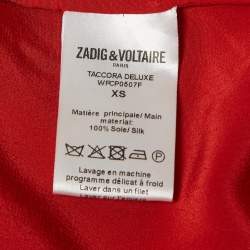 ZADIG&VOLTAIRE
PARIS
TACCORA DELUXE
WPCP0507F
XS
Matière principale/ Main
material:
100% Soie/ Silk
Lavage en machine
programme délicat à froid
Laver dans un filet